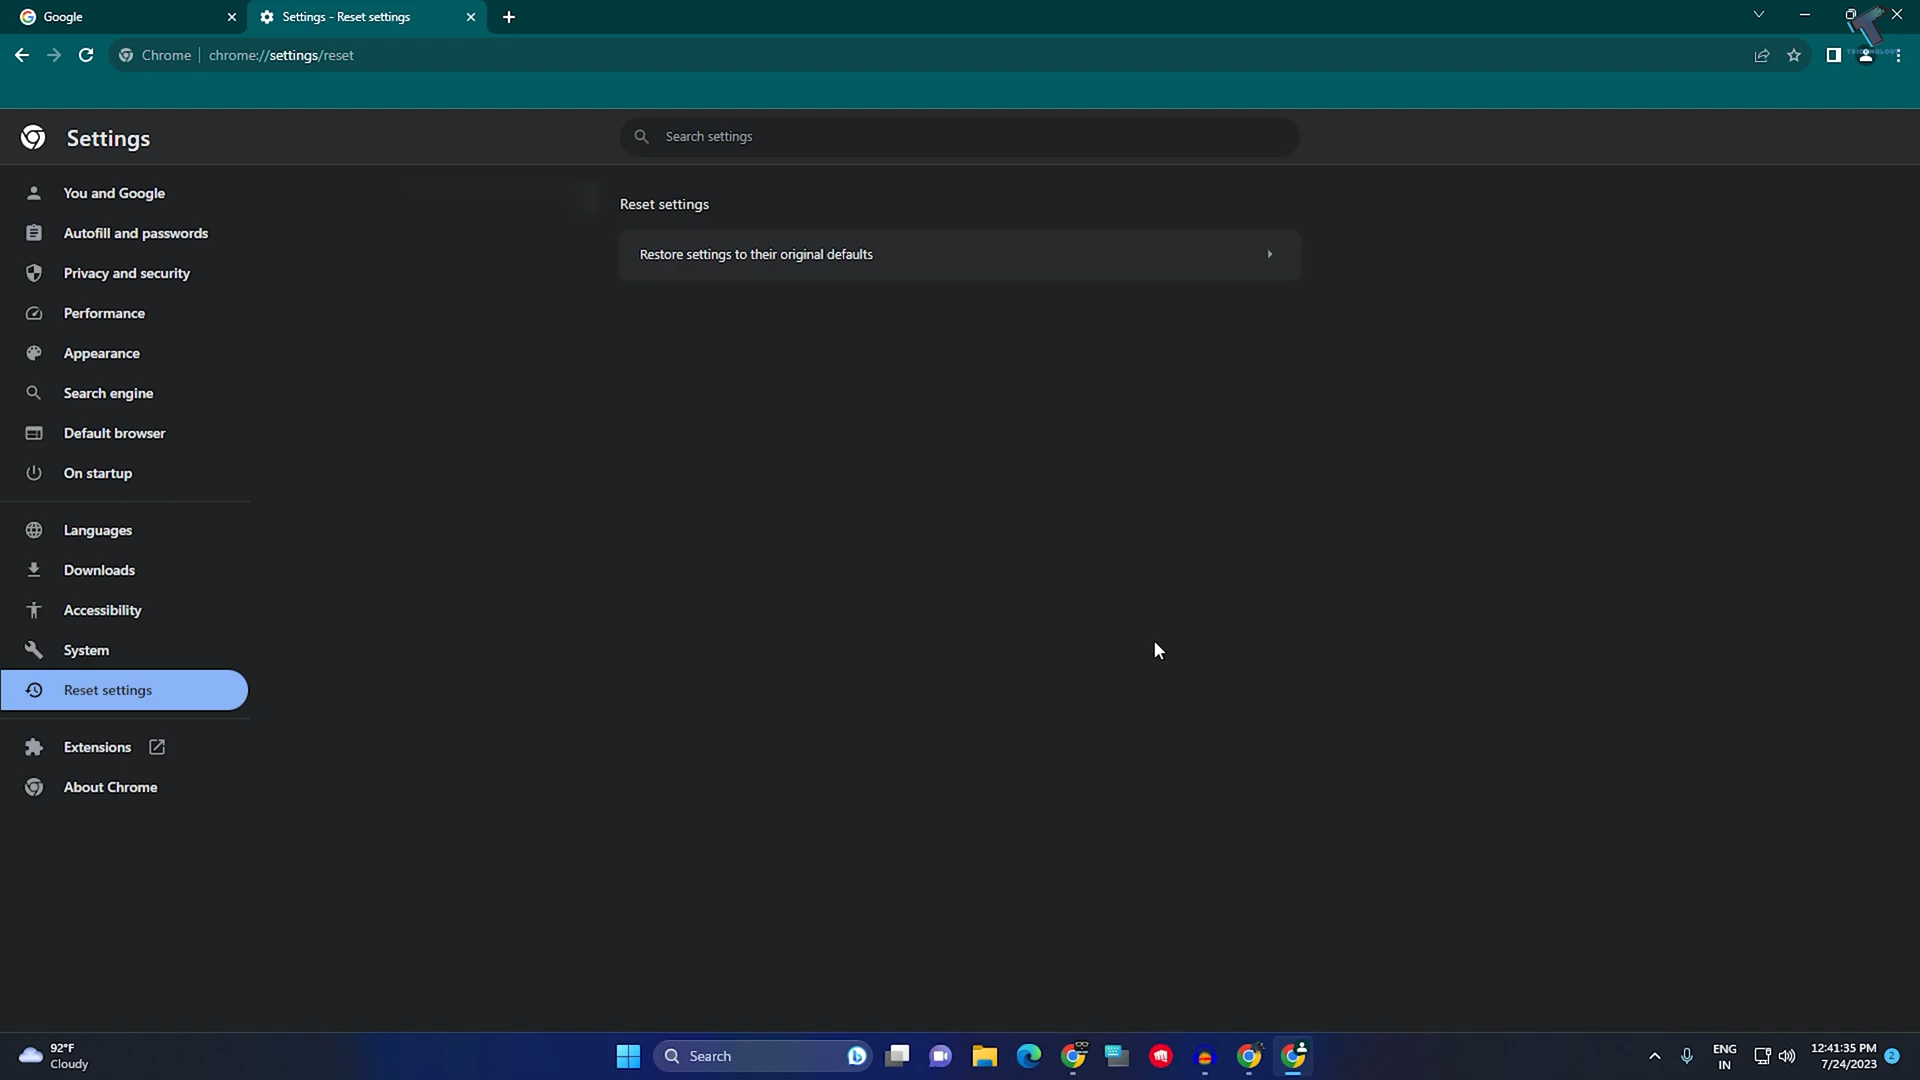 Google
Settings - Reset settings
Chrome
chrome://settings/reset
Settings
Search settings
You and Google
Autofill and passwords
Privacy and security
Performance
Appearance
Search engine
Default browser
On startup
Languages
Downloads
Accessibility
System
Reset settings
Extensions
About Chrome
Reset settings
Restore settings to their original defaults
92°F
Cloudy
Search
ENG
IN
12:41:35 PM
7/24/2023
2